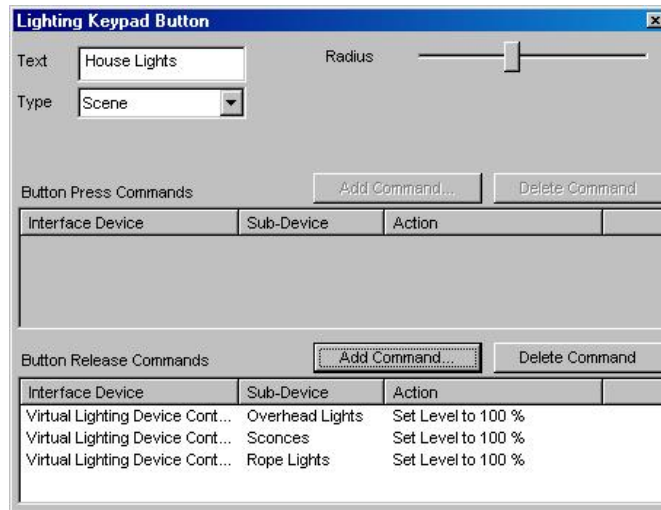 Lighting Keypad Button
Text House Lights Radius
Type Scene
Button Press Commands Add Command... Delete Command
Interface Device Sub-Device Action
Button Release Commands Add Command... Delete Command
Interface Device Sub-Device Action
Virtual Lighting Device Cont... Overhead Lights Set Level to 100 %
Virtual Lighting Device Cont... Sconces Set Level to 100 %
Virtual Lighting Device Cont... Rope Lights Set Level to 100 %